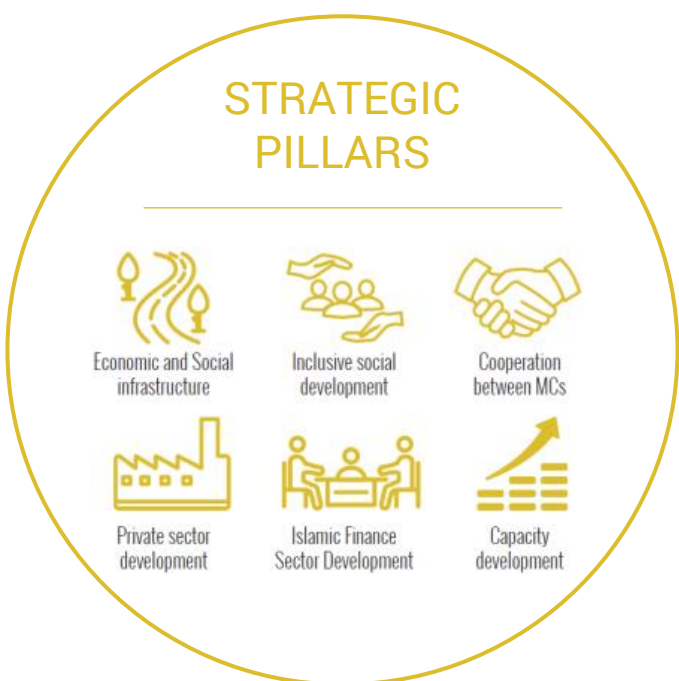 STRATEGIC
PILLARS
Economic and Social
infrastructure
Inclusive social
development
Cooperation
between MCs
Private sector
development
Islamic Finance
Sector Development
Capacity
development